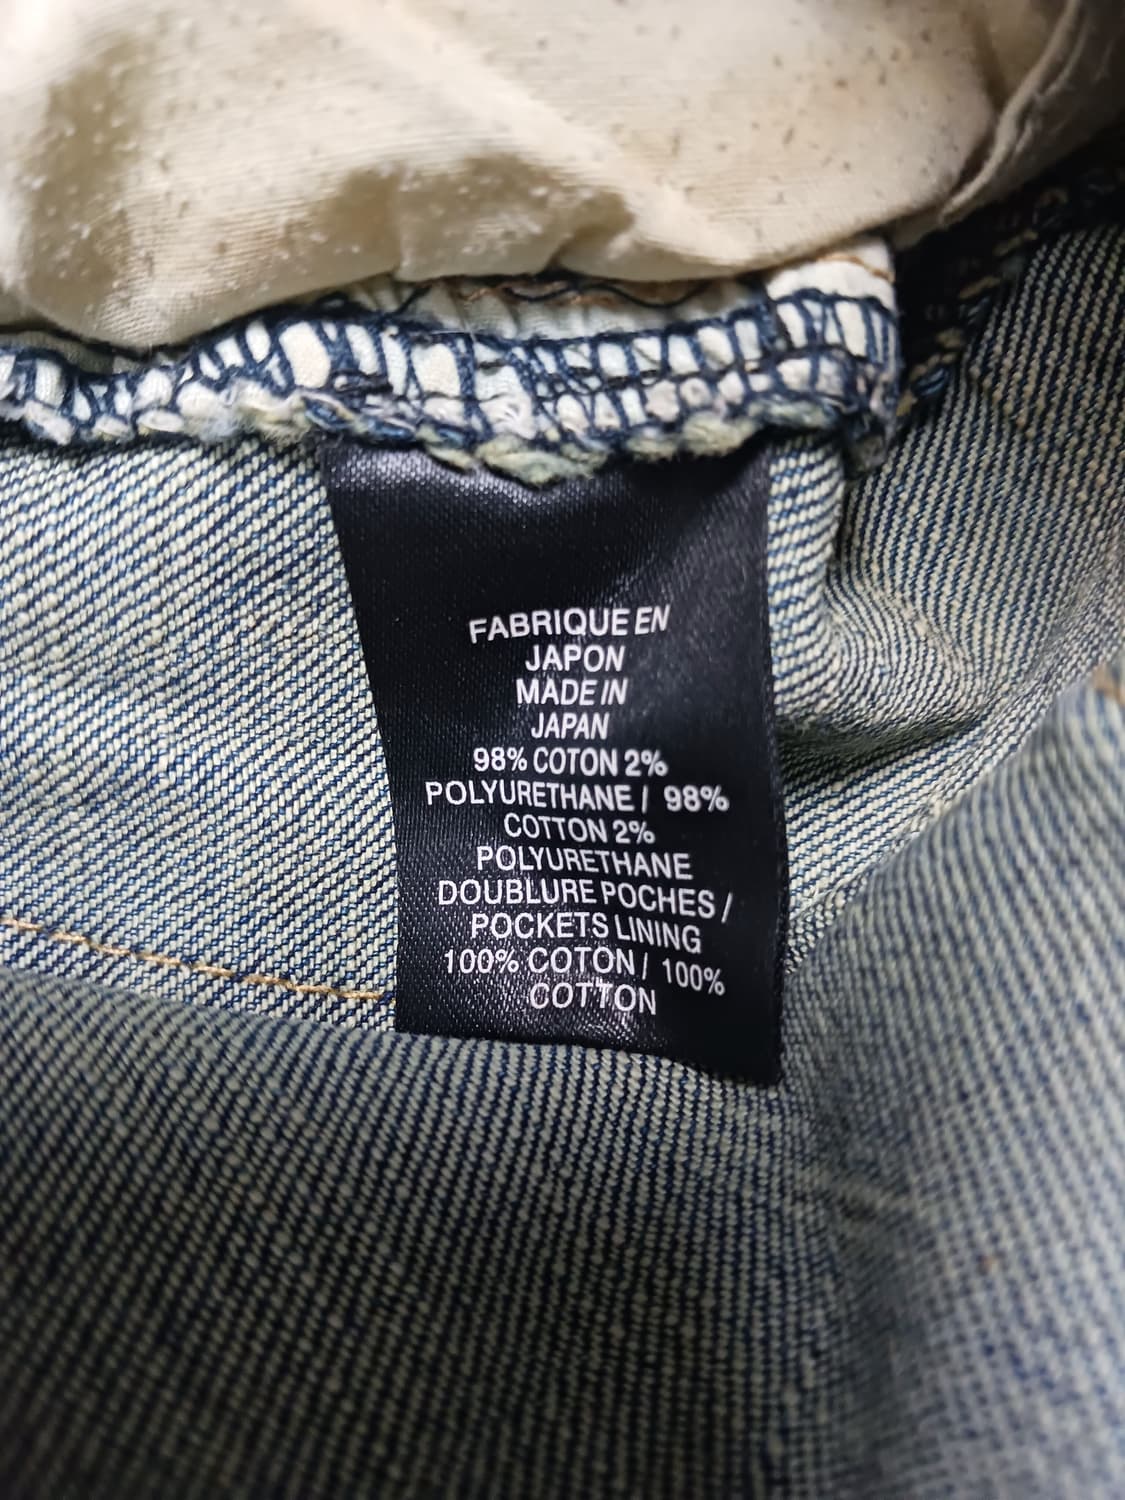 FABRIQUE EN
JAPON
MADE IN
JAPAN
98% COTON 2%
POLYURETHANE / 98%
COTTON 2%
POLYURETHANE
DOUBLURE POCHES /
POCKETS LINING
100% COTON / 100%
COTTON